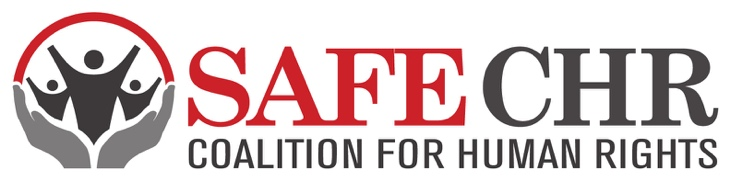 SAFE CHR
COALITION FOR HUMAN RIGHTS